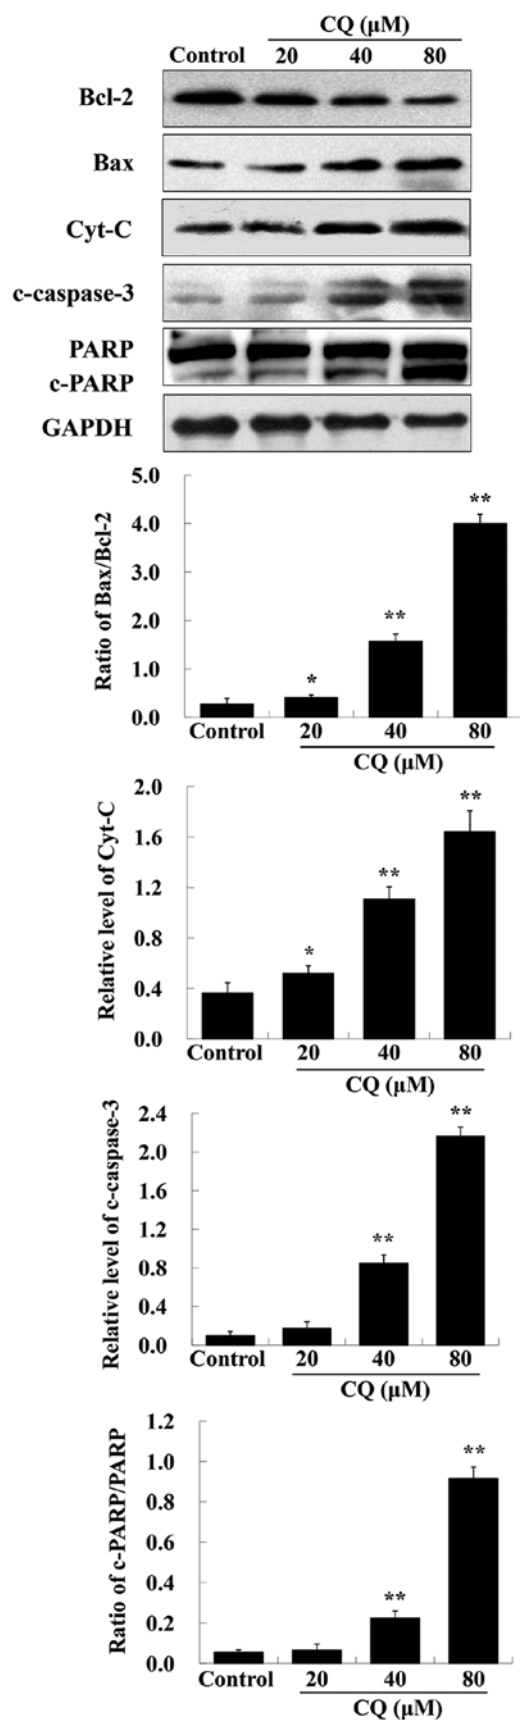 CQ (μM)
Control 20 40 80
Bcl-2
Bax
Cyt-C
c-caspase-3
PARP
c-PARP
GAPDH
Ratio of Bax/Bcl-2
5.0
4.0
3.0
2.0
1.0
0.0
*
**
**
Control 20 40 80
CQ (μM)
Relative level of Cyt-C
2.0
1.6
1.2
0.8
0.4
0.0
*
**
**
Control 20 40 80
CQ (μM)
Relative level of c-caspase-3
2.4
2.0
1.6
1.2
0.8
0.4
0.0
**
**
Control 20 40 80
CQ (μM)
Ratio of c-PARP/PARP
1.2
1.0
0.8
0.6
0.4
0.2
0.0
**
**
Control 20 40 80
CQ (μM)